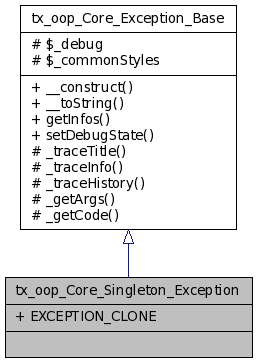 tx_oop_Core_Exception_Base
# $_debug
# $_commonStyles
+ __construct()
+ __toString()
+ getInfos()
+ setDebugState()
# _traceTitle()
# _traceInfo()
# _traceHistory()
# _getArgs()
# _getCode()
tx_oop_Core_Singleton_Exception
+ EXCEPTION_CLONE